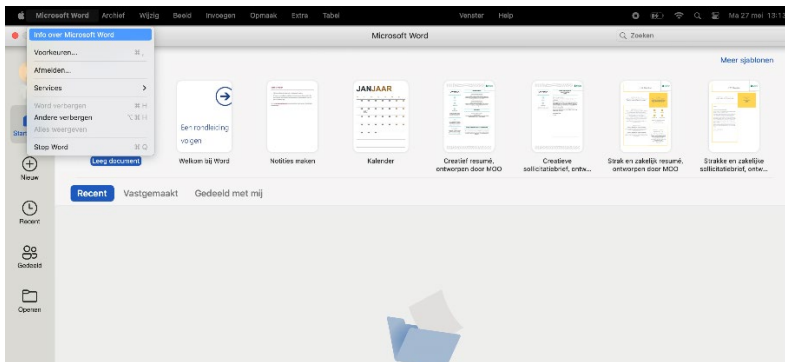 Microsoft Word Archief Wijzig Beeld Invoegen Opmaak Extra Tabel Venster Help Ma 27 mei 13:13
Microsoft Word
Zoeken
Info over Microsoft Word
Voorkeuren... ⌘ ,
Afmelden...
Services >
Word verbergen ⌘ H
Andere verbergen ⌥ ⌘ H
Alles weergeven
Stop Word ⌘ Q
Meer sjablonen
Een rondleiding
volgen
JANJAAR
Leeg document
Welkom bij Word
Notities maken
Kalender
Creatief resumé,
ontworpen door MOO
Creatieve
sollicitatiebrief, ontw...
Strak en zakelijk resumé,
ontworpen door MOO
Strakke en zakelijke
sollicitatiebrief, ontw...
Nieuw
Recent
Gedeeld
Openen
Recent Vastgemaakt Gedeeld met mij